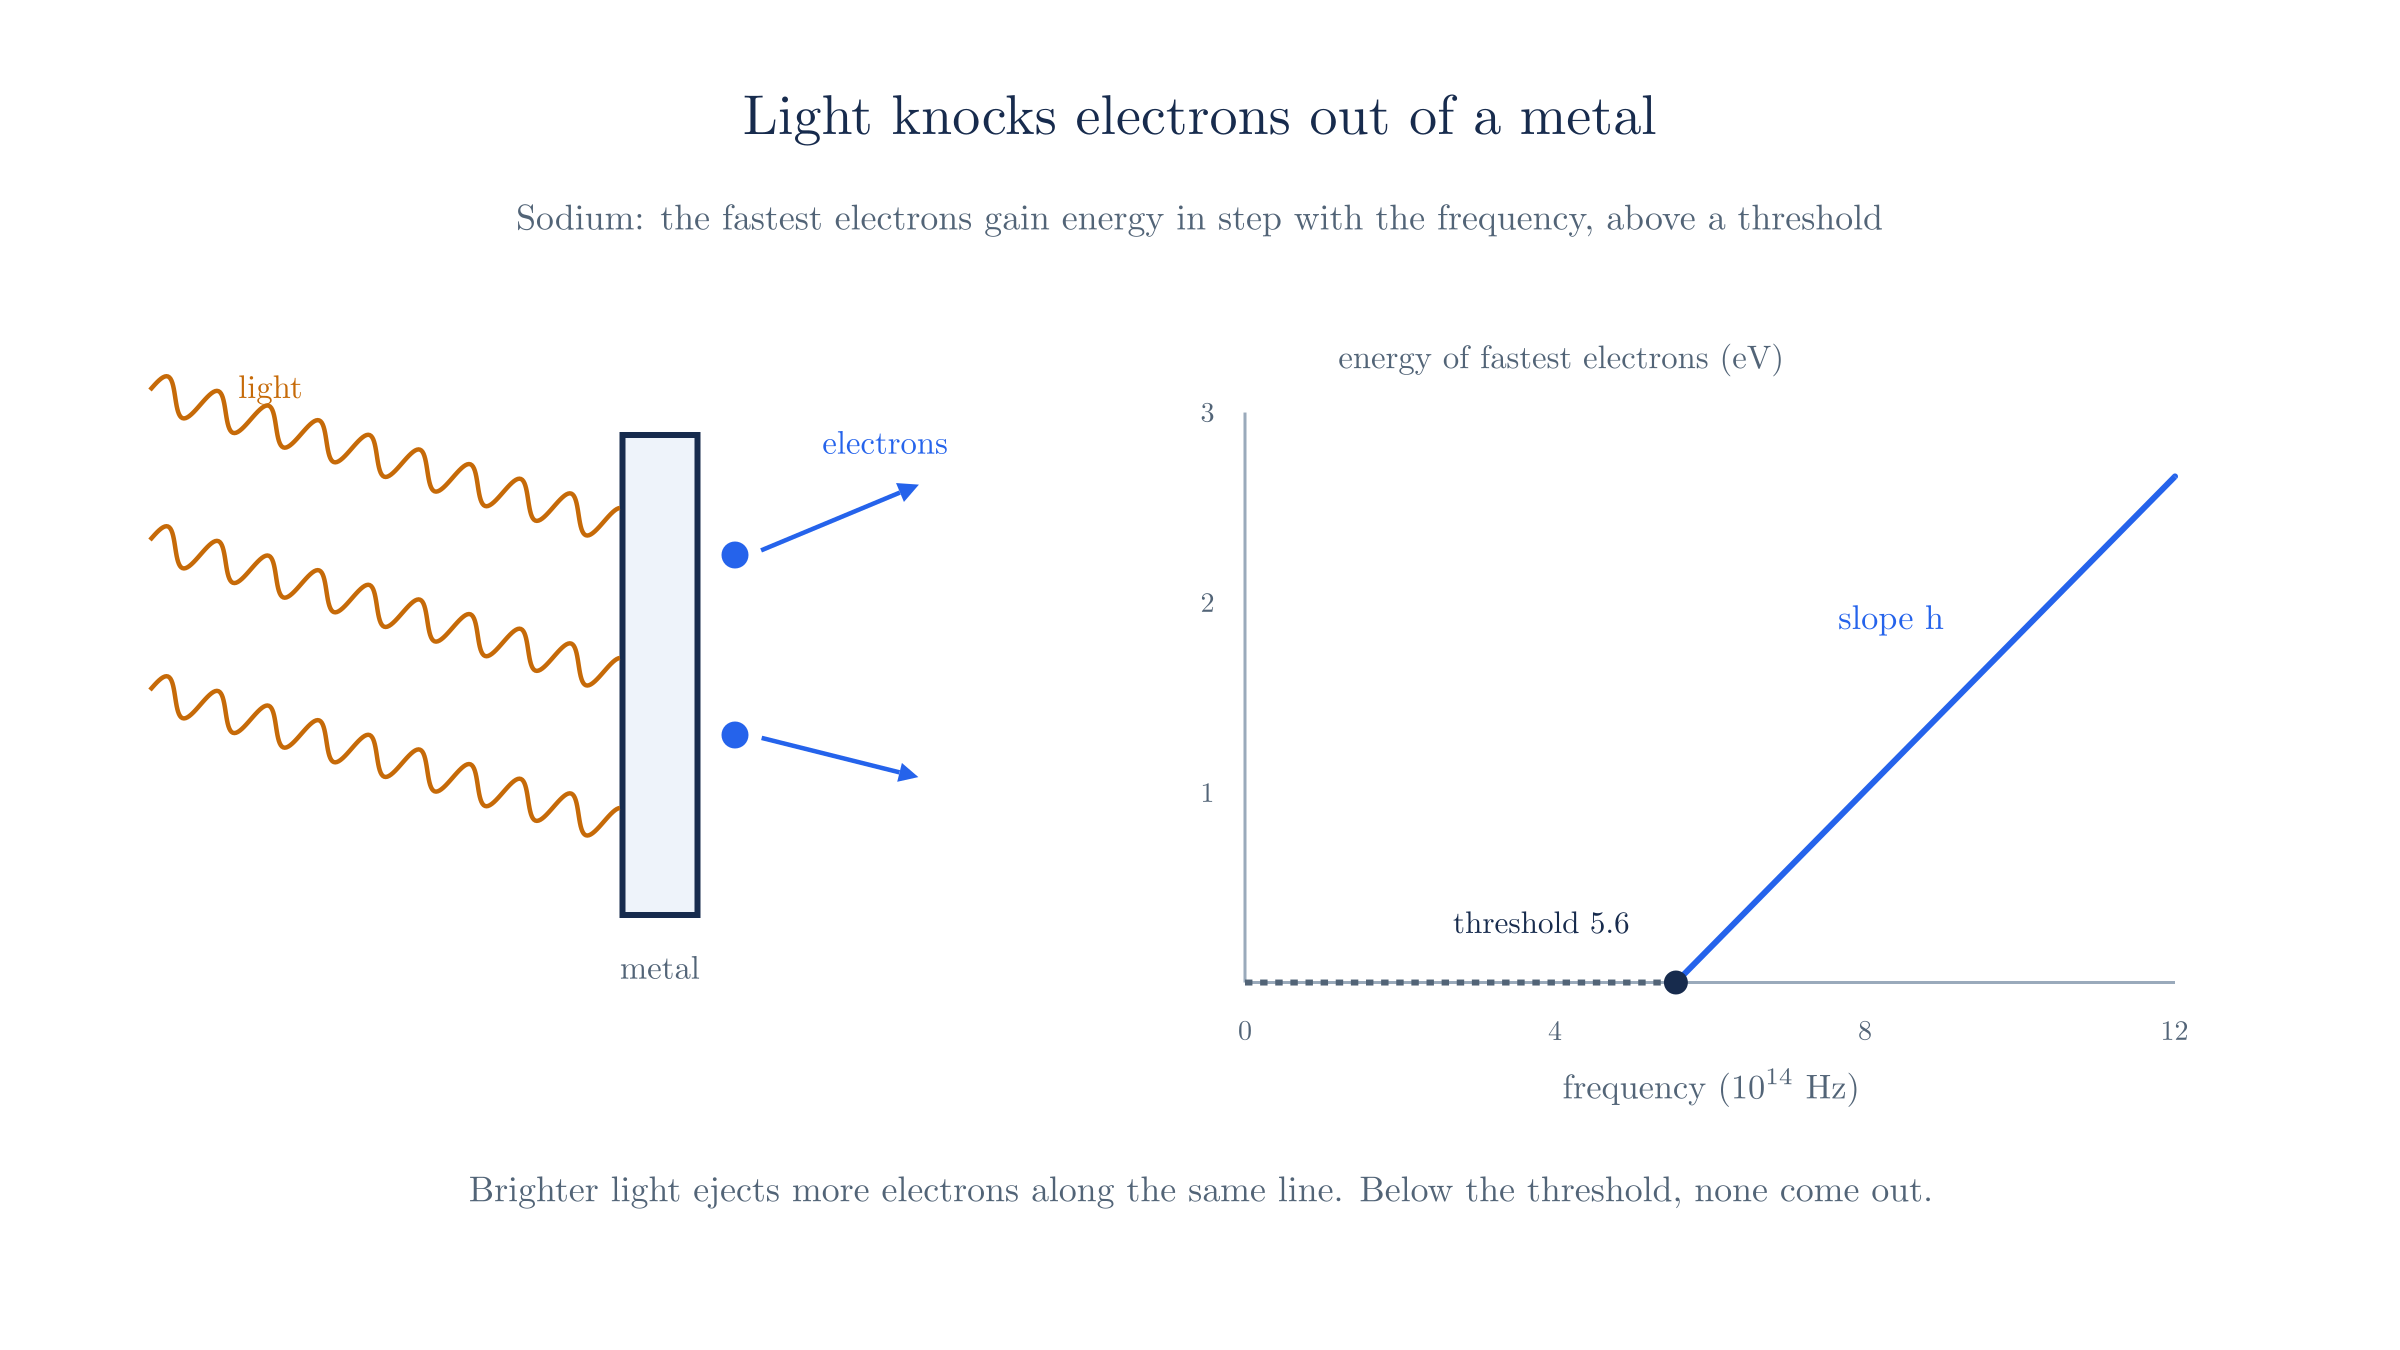 Light knocks electrons out of a metal
Sodium: the fastest electrons gain energy in step with the frequency, above a threshold
light
electrons
metal
energy of fastest electrons (eV)
3
2
1
slope h
threshold 5.6
0 4 8 12
frequency (10¹⁴ Hz)
Brighter light ejects more electrons along the same line. Below the threshold, none come out.